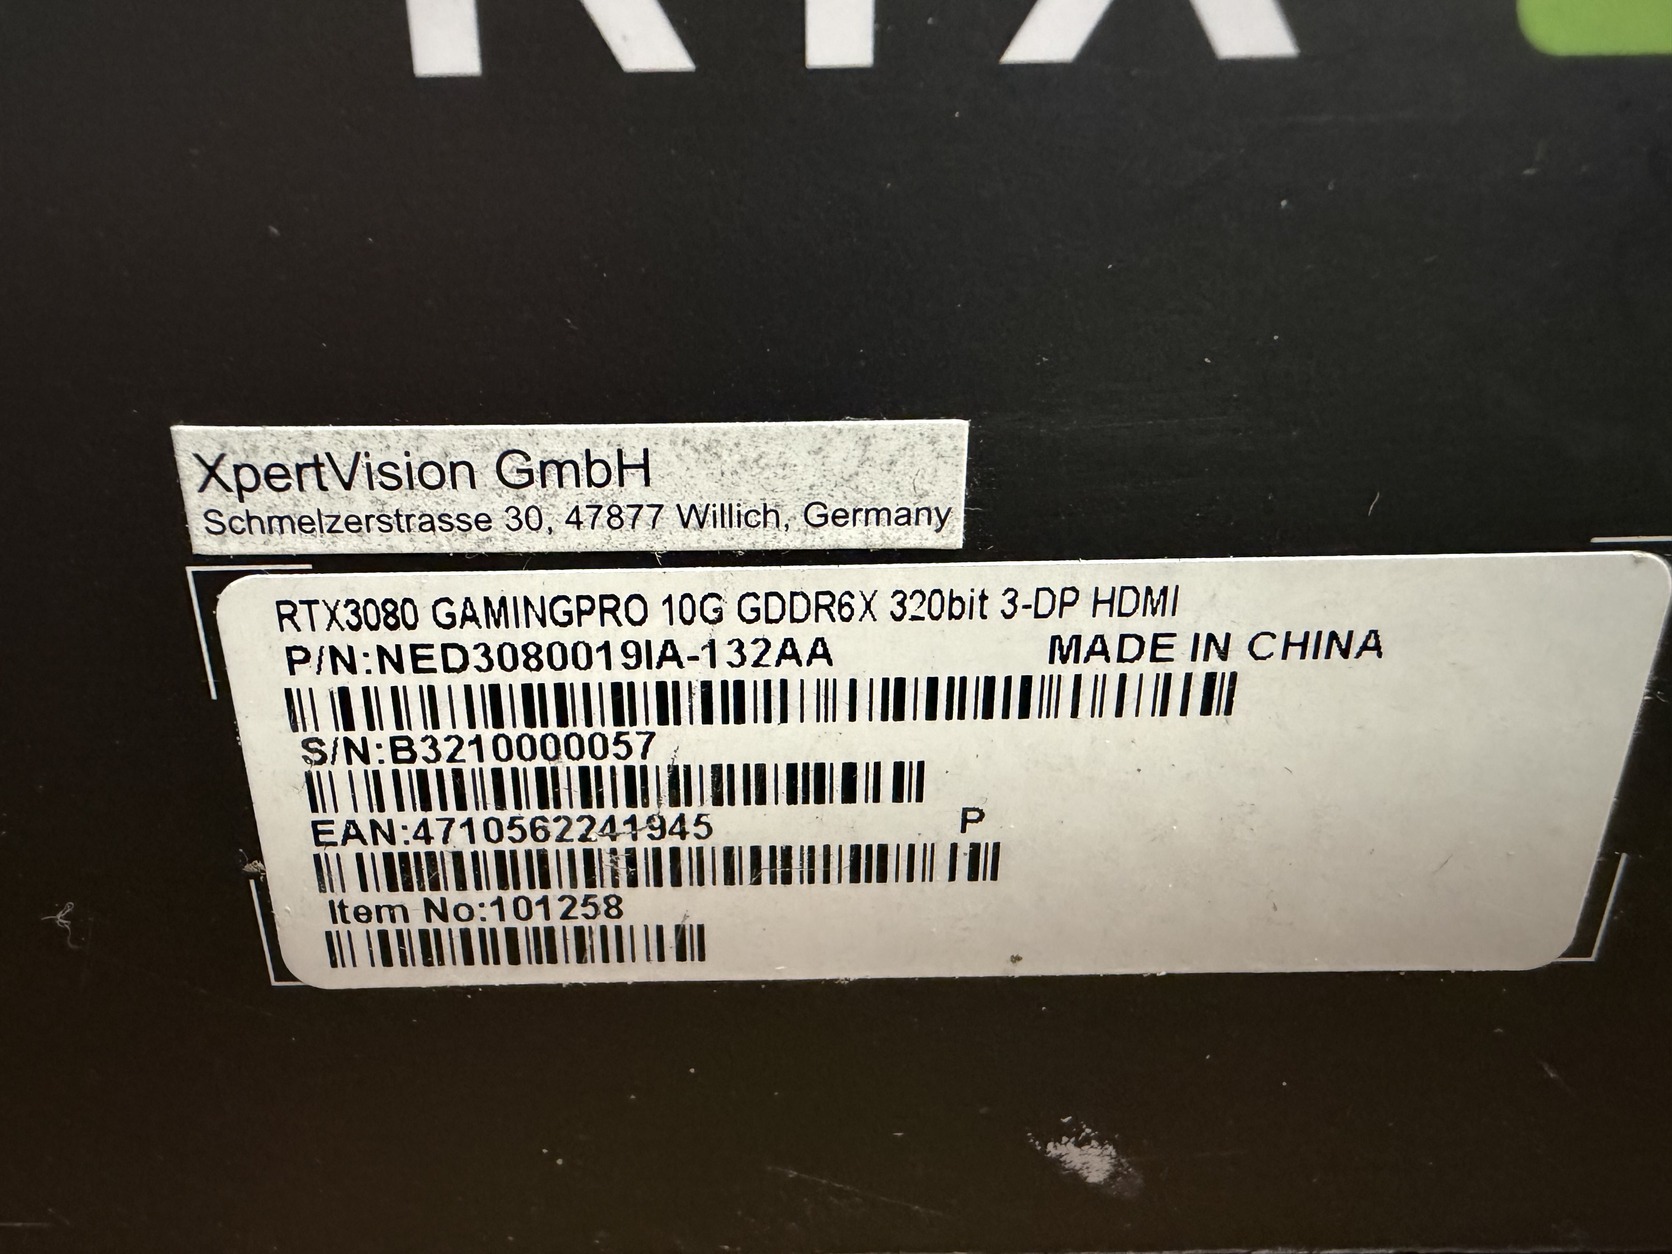 RTX
XpertVision GmbH
Schmelzerstrasse 30, 47877 Willich, Germany
RTX3080 GAMINGPRO 10G GDDR6X 320bit 3-DP HDMI
P/N:NED3080019IA-132AA MADE IN CHINA
S/N:B3210000057
EAN:4710562241945 P
Item No:101258